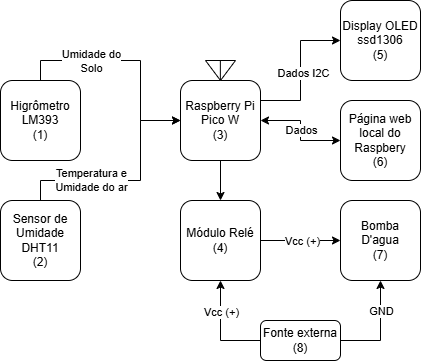 Umidade do
Solo
Higrômetro
LM393
(1)
Temperatura e
Umidade do ar
Sensor de
Umidade
DHT11
(2)
Raspberry Pi
Pico W
(3)
Dados I2C
Display OLED
ssd1306
(5)
Dados
Página web
local do
Raspbery
(6)
Módulo Relé
(4)
Vcc (+)
Bomba
D'agua
(7)
Vcc (+)
GND
Fonte externa
(8)